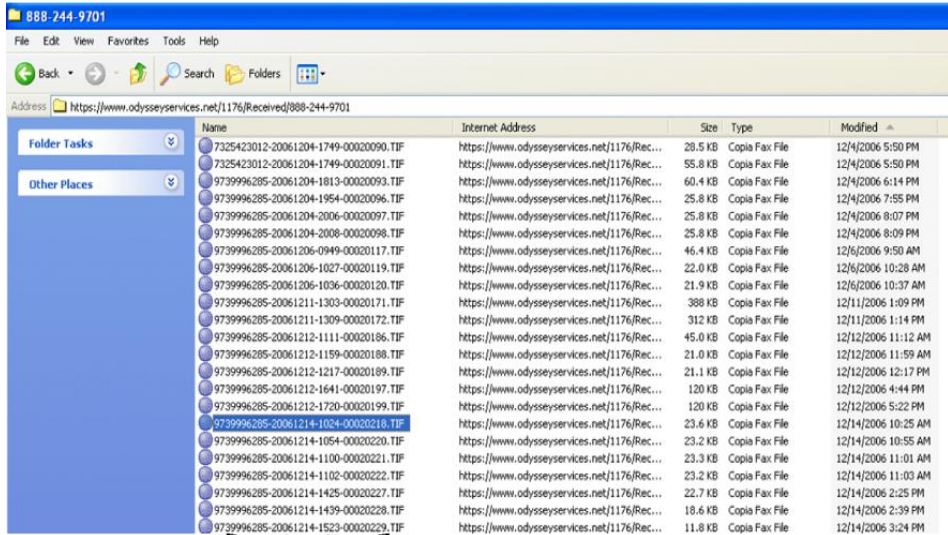 888-244-9701
File Edit View Favorites Tools Help
Back Search Folders
Address https://www.odysseyservices.net/1176/Received/888-244-9701
Folder Tasks
Other Places
Name Internet Address Size Type Modified
7325423012-20061204-1749-00020090.TIF https://www.odysseyservices.net/1176/Rec... 28.5 KB Copia Fax File 12/4/2006 5:50 PM
7325423012-20061204-1749-00020091.TIF https://www.odysseyservices.net/1176/Rec... 55.8 KB Copia Fax File 12/4/2006 5:50 PM
9739996285-20061204-1813-00020093.TIF https://www.odysseyservices.net/1176/Rec... 60.4 KB Copia Fax File 12/4/2006 6:14 PM
9739996285-20061204-1954-00020096.TIF https://www.odysseyservices.net/1176/Rec... 25.8 KB Copia Fax File 12/4/2006 7:55 PM
9739996285-20061204-2006-00020097.TIF https://www.odysseyservices.net/1176/Rec... 25.8 KB Copia Fax File 12/4/2006 8:07 PM
9739996285-20061204-2008-00020098.TIF https://www.odysseyservices.net/1176/Rec... 25.8 KB Copia Fax File 12/4/2006 8:09 PM
9739996285-20061206-0949-00020117.TIF https://www.odysseyservices.net/1176/Rec... 46.4 KB Copia Fax File 12/6/2006 9:50 AM
9739996285-20061206-1027-00020119.TIF https://www.odysseyservices.net/1176/Rec... 22.0 KB Copia Fax File 12/6/2006 10:28 AM
9739996285-20061206-1036-00020120.TIF https://www.odysseyservices.net/1176/Rec... 21.9 KB Copia Fax File 12/6/2006 10:37 AM
9739996285-20061211-1303-00020171.TIF https://www.odysseyservices.net/1176/Rec... 388 KB Copia Fax File 12/11/2006 1:09 PM
9739996285-20061211-1309-00020172.TIF https://www.odysseyservices.net/1176/Rec... 312 KB Copia Fax File 12/11/2006 1:14 PM
9739996285-20061212-1111-00020186.TIF https://www.odysseyservices.net/1176/Rec... 45.0 KB Copia Fax File 12/12/2006 11:12 AM
9739996285-20061212-1159-00020188.TIF https://www.odysseyservices.net/1176/Rec... 21.0 KB Copia Fax File 12/12/2006 11:59 AM
9739996285-20061212-1217-00020189.TIF https://www.odysseyservices.net/1176/Rec... 21.1 KB Copia Fax File 12/12/2006 12:17 PM
9739996285-20061212-1641-00020197.TIF https://www.odysseyservices.net/1176/Rec... 120 KB Copia Fax File 12/12/2006 4:44 PM
9739996285-20061212-1720-00020199.TIF https://www.odysseyservices.net/1176/Rec... 120 KB Copia Fax File 12/12/2006 5:22 PM
9739996285-20061214-1024-00020218.TIF https://www.odysseyservices.net/1176/Rec... 23.6 KB Copia Fax File 12/14/2006 10:25 AM
9739996285-20061214-1054-00020220.TIF https://www.odysseyservices.net/1176/Rec... 23.2 KB Copia Fax File 12/14/2006 10:55 AM
9739996285-20061214-1100-00020221.TIF https://www.odysseyservices.net/1176/Rec... 23.3 KB Copia Fax File 12/14/2006 11:01 AM
9739996285-20061214-1102-00020222.TIF https://www.odysseyservices.net/1176/Rec... 23.2 KB Copia Fax File 12/14/2006 11:03 AM
9739996285-20061214-1425-00020227.TIF https://www.odysseyservices.net/1176/Rec... 22.7 KB Copia Fax File 12/14/2006 2:25 PM
9739996285-20061214-1439-00020228.TIF https://www.odysseyservices.net/1176/Rec... 18.6 KB Copia Fax File 12/14/2006 2:39 PM
9739996285-20061214-1523-00020229.TIF https://www.odysseyservices.net/1176/Rec... 11.8 KB Copia Fax File 12/14/2006 3:24 PM